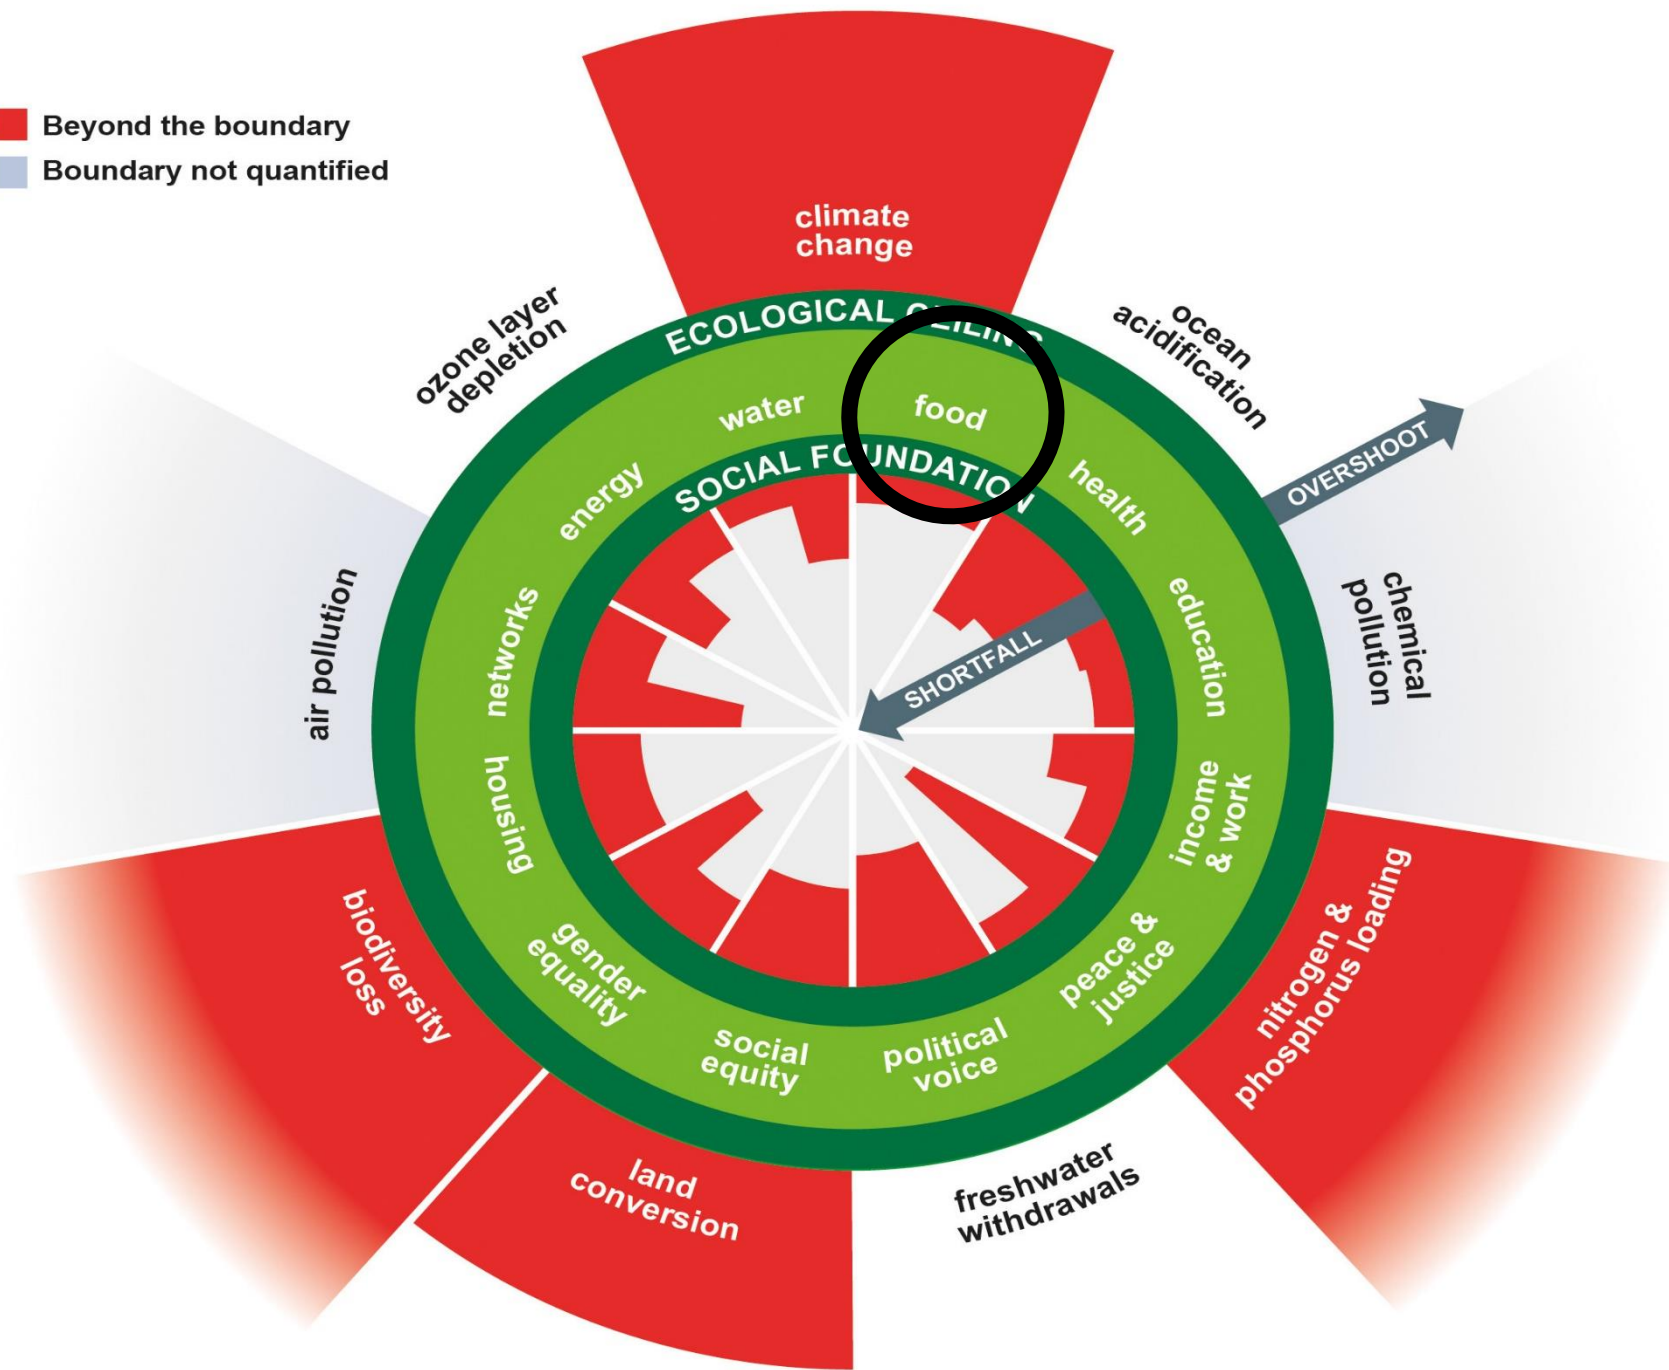 Beyond the boundary
Boundary not quantified
climate
change
ozone layer
depletion
ocean
acidification
ECOLOGICAL CEILING
water
food
energy
health
SOCIAL FOUNDATION
OVERSHOOT
networks
education
air pollution
chemical
pollution
SHORTFALL
housing
income
& work
biodiversity
loss
nitrogen &
phosphorus loading
gender
equality
peace &
justice
social
equity
political
voice
land
conversion
freshwater
withdrawals